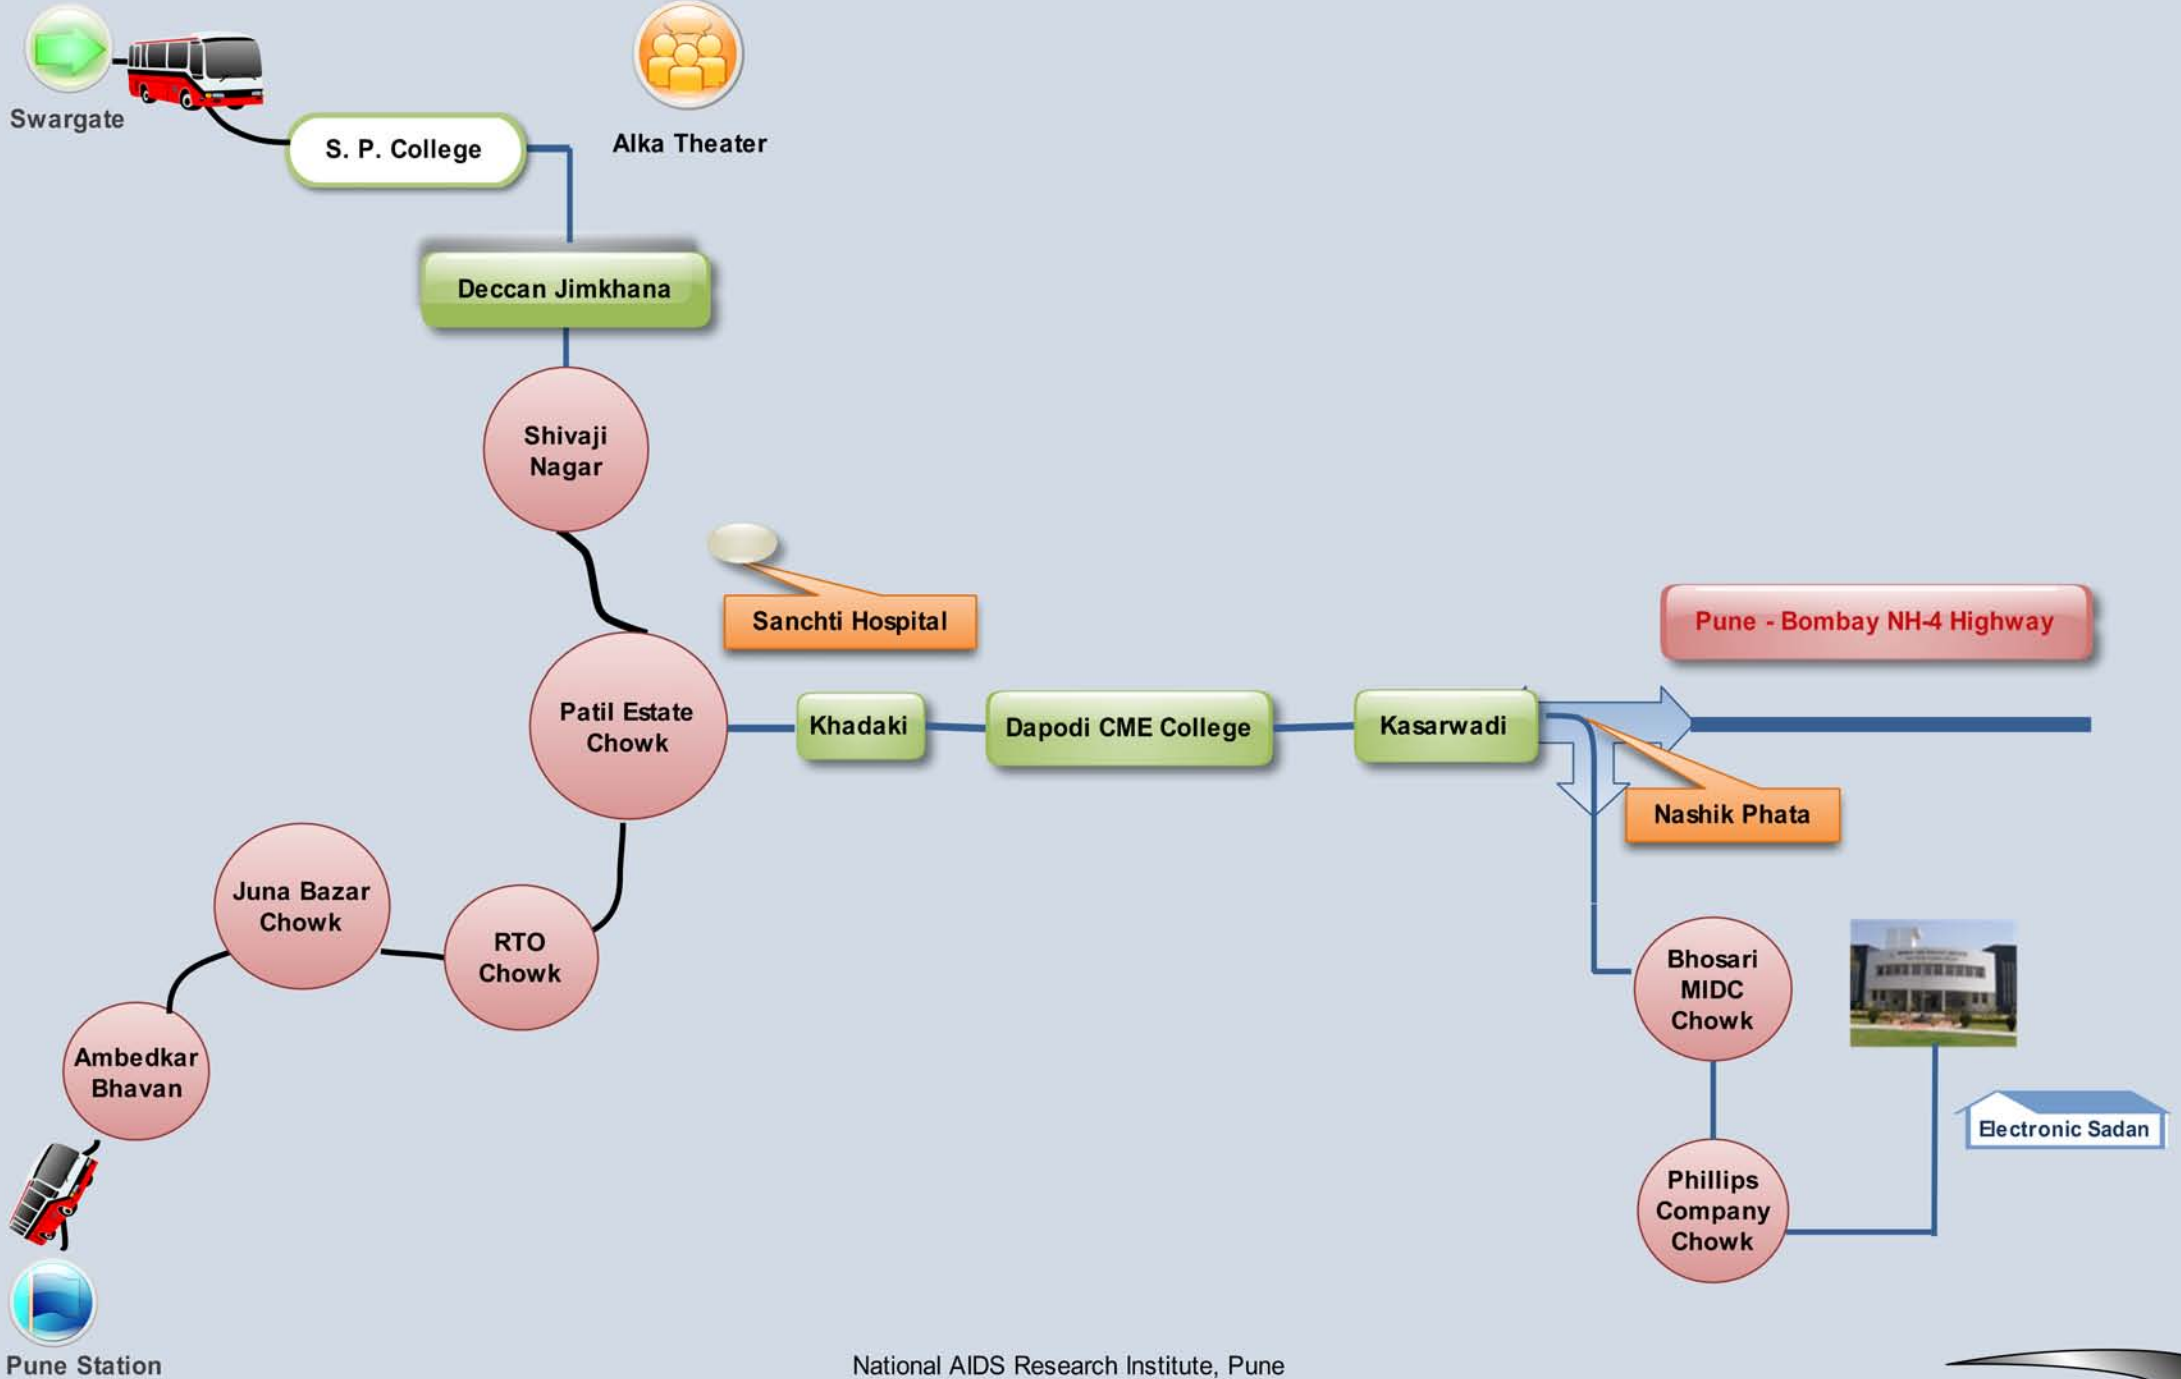 Swargate
S. P. College
Alka Theater
Deccan Jimkhana
Shivaji
Nagar
Sanchti Hospital
Pune - Bombay NH-4 Highway
Patil Estate
Chowk
Khadaki
Dapodi CME College
Kasarwadi
Nashik Phata
Juna Bazar
Chowk
RTO
Chowk
Bhosari
MIDC
Chowk
Ambedkar
Bhavan
Electronic Sadan
Phillips
Company
Chowk
Pune Station
National AIDS Research Institute, Pune